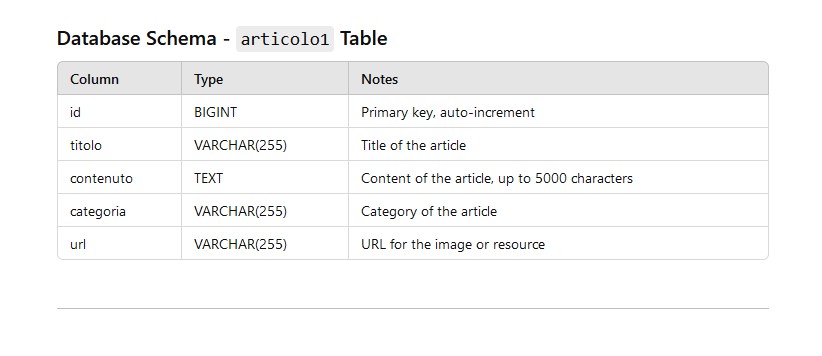 Database Schema - articolo1 Table
Column Type Notes
id BIGINT Primary key, auto-increment
titolo VARCHAR(255) Title of the article
contenuto TEXT Content of the article, up to 5000 characters
categoria VARCHAR(255) Category of the article
url VARCHAR(255) URL for the image or resource